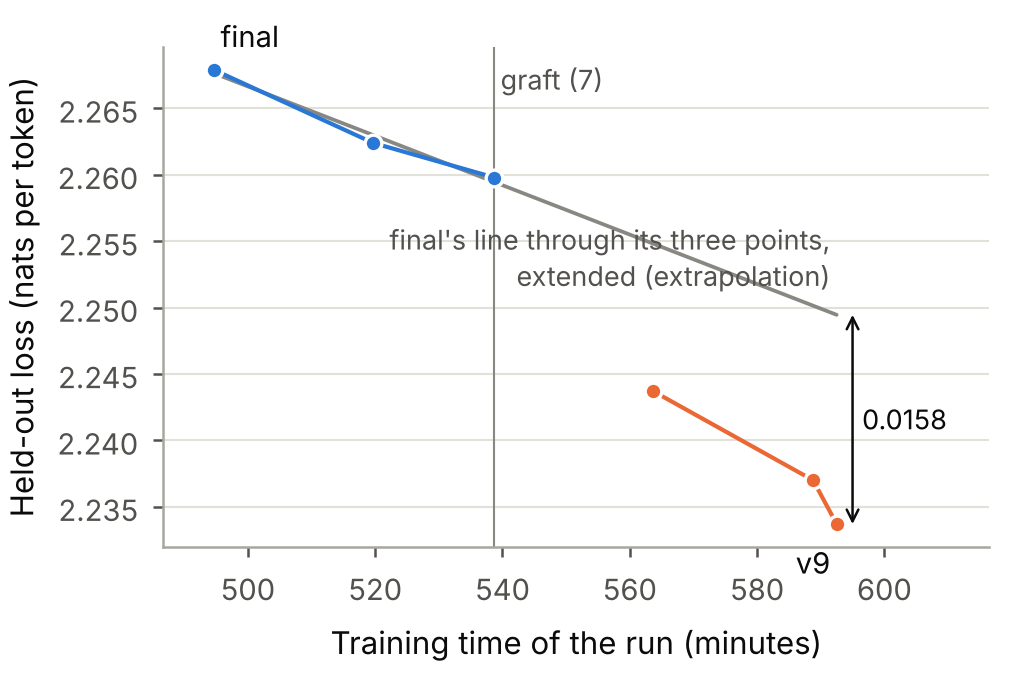 final
graft (7)
2.265
2.260
2.255
2.250
2.245
2.240
2.235
Held-out loss (nats per token)
final's line through its three points,
extended (extrapolation)
0.0158
v9
500 520 540 560 580 600
Training time of the run (minutes)